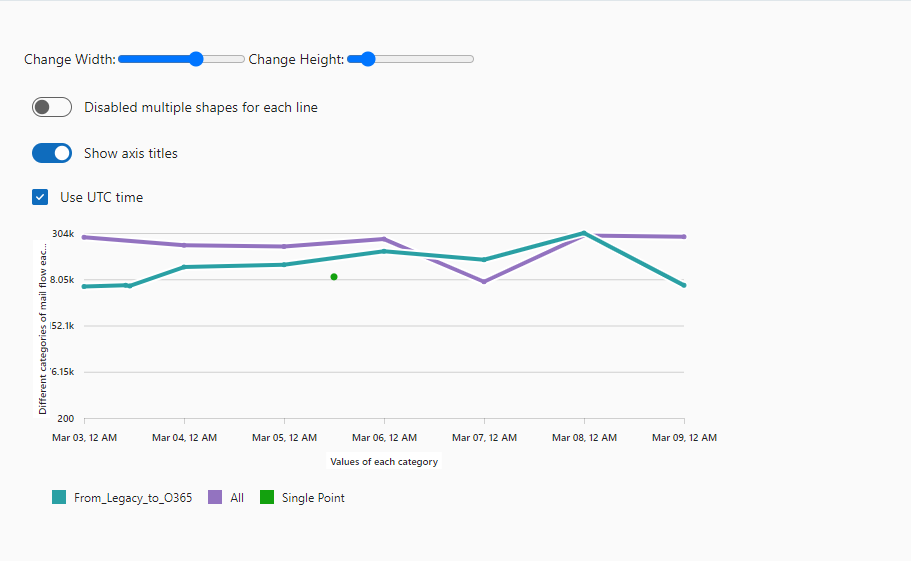 Change Width: Change Height:
Disabled multiple shapes for each line
Show axis titles
Use UTC time
Different categories of mail flow eac...
304k
8.05k
52.1k
6.15k
200
Mar 03, 12 AM Mar 04, 12 AM Mar 05, 12 AM Mar 06, 12 AM Mar 07, 12 AM Mar 08, 12 AM Mar 09, 12 AM
Values of each category
From_Legacy_to_O365 All Single Point